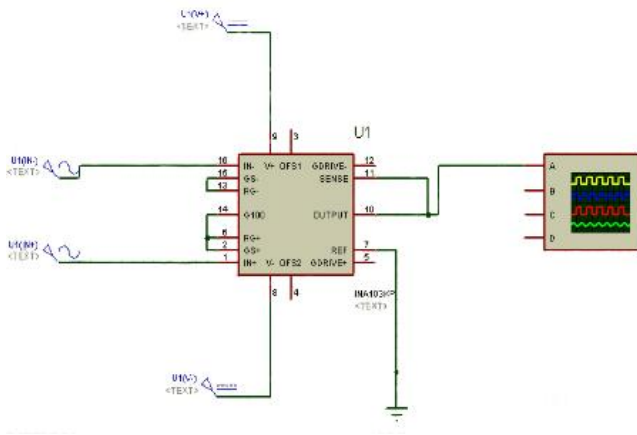 U1(V+)
<TEXT>
U1
9
3
U1(IN-)
<TEXT>
16
IN-
V+
OFS1
GDRIVE-
12
15
GS-
SENSE
11
13
RG-
14
G100
OUTPUT
10
U1(IN+)
<TEXT>
6
RG+
REF
7
2
GS+
1
IN+
V-
OFS2
GDRIVE+
5
8
4
INA103KP
<TEXT>
U1(V-)
<TEXT>
A
B
C
D